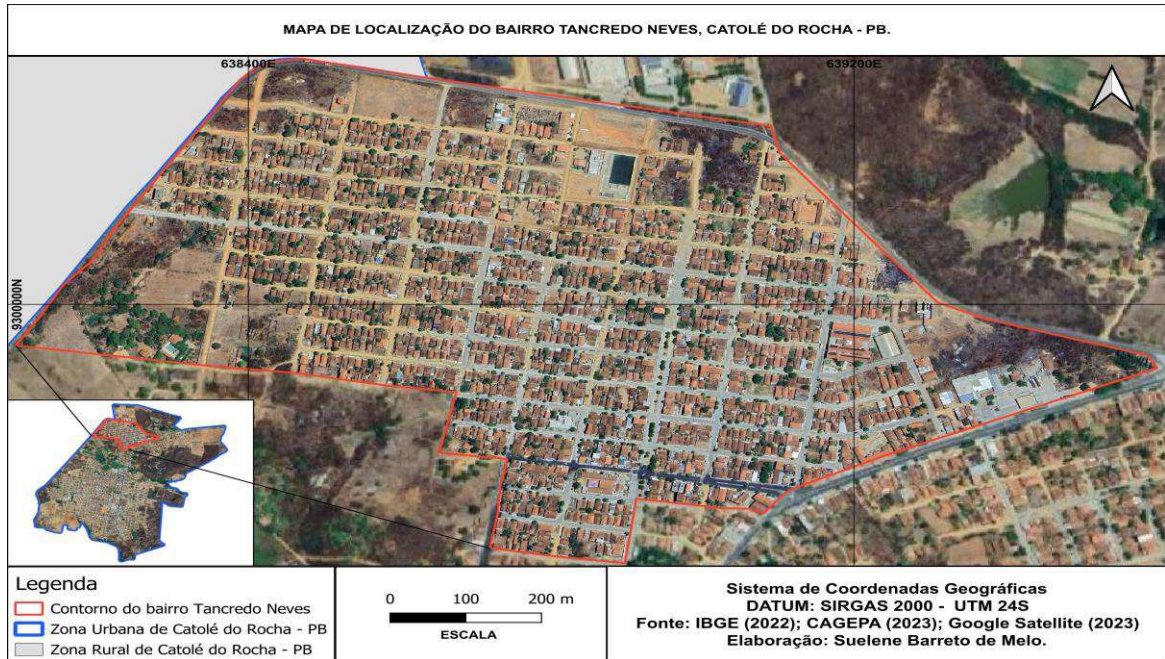 MAPA DE LOCALIZAÇÃO DO BAIRRO TANCREDO NEVES, CATOLÉ DO ROCHA - PB.
638400E
639200E
9300000N
Legenda
Contorno do bairro Tancredo Neves
Zona Urbana de Catolé do Rocha - PB
Zona Rural de Catolé do Rocha - PB
0 100 200 m
ESCALA
Sistema de Coordenadas Geográficas
DATUM: SIRGAS 2000 - UTM 24S
Fonte: IBGE (2022); CAGEPA (2023); Google Satellite (2023)
Elaboração: Suelene Barreto de Melo.